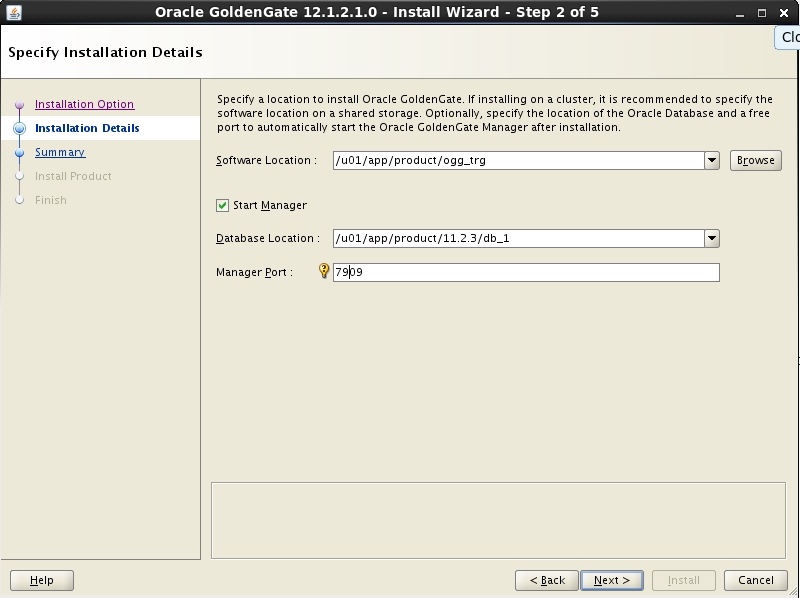 Oracle GoldenGate 12.1.2.1.0 - Install Wizard - Step 2 of 5
Clo
Specify Installation Details
Installation Option
Installation Details
Summary
Install Product
Finish
Specify a location to install Oracle GoldenGate. If installing on a cluster, it is recommended to specify the
software location on a shared storage. Optionally, specify the location of the Oracle Database and a free
port to automatically start the Oracle GoldenGate Manager after installation.
Software Location : /u01/app/product/ogg_trg Browse
Start Manager
Database Location : /u01/app/product/11.2.3/db_1
Manager Port : 7909
Help < Back Next > Install Cancel